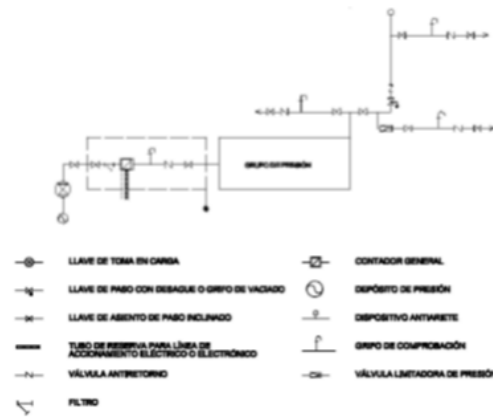 GRUPO DE PRESIÓN
LLAVE DE TOMA EN CARGA
CONTADOR GENERAL
LLAVE DE PASO CON DESAGUE O GRIFO DE VACIADO
DEPÓSITO DE PRESIÓN
LLAVE DE ASIENTO DE PASO INCLINADO
DISPOSITIVO ANTIARIETE
TUBO DE RESERVA PARA LÍNEA DE
ACCIONAMIENTO ELÉCTRICO O ELECTRÓNICO
GRIFO DE COMPROBACIÓN
VÁLVULA ANTIRETORNO
VÁLVULA LIMITADORA DE PRESIÓN
FILTRO